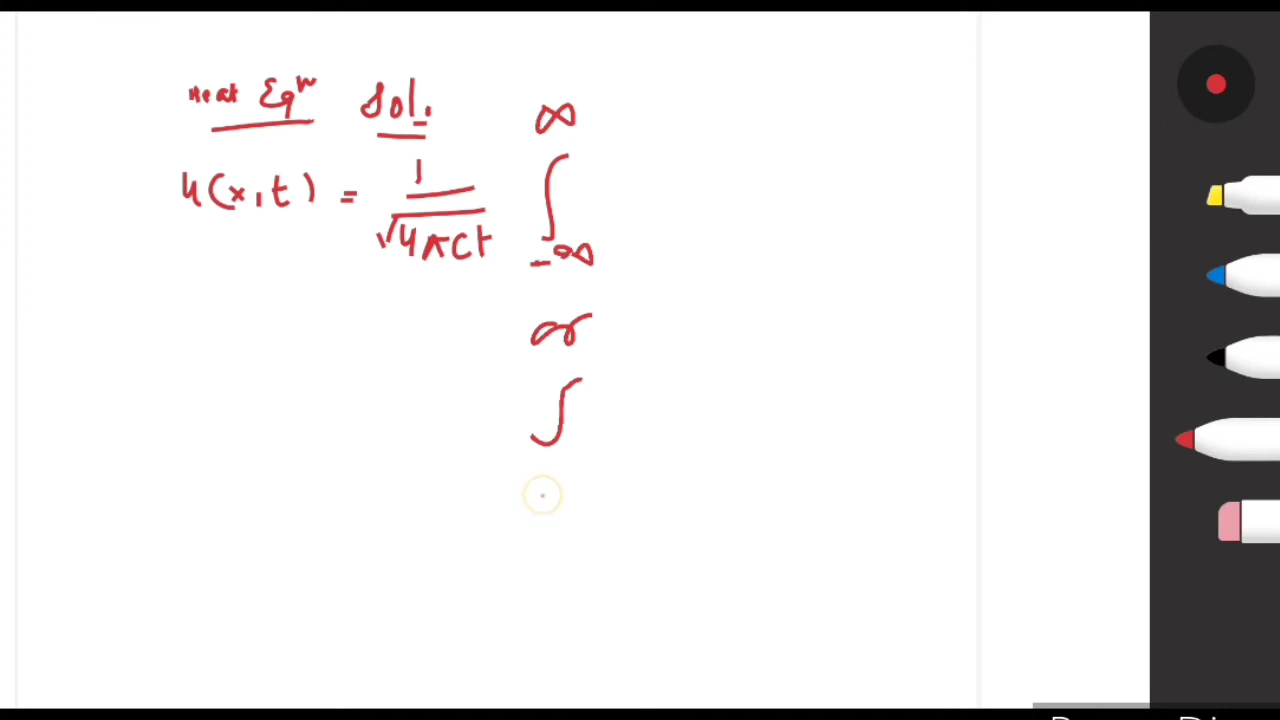 Heat Eqn Sol.
u(x,t) = 1/√4πct ∫ ∞ -∞
or
∫